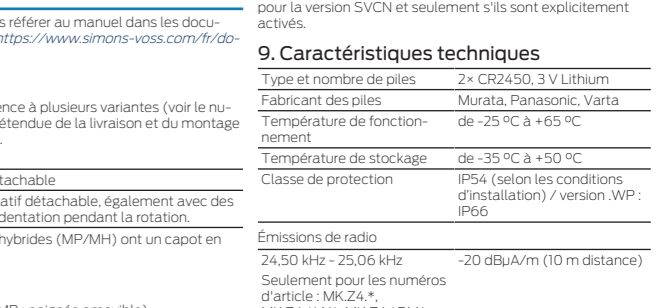 s référer au manuel dans les docu-
https://www.simons-voss.com/fr/do-
ence à plusieurs variantes (voir le nu-
étendue de la livraison et du montage
.
tachable
atif détachable, également avec des
dentation pendant la rotation.
hybrides (MP/MH) ont un capot en
pour la version SVCN et seulement s'ils sont explicitement
activés.
9. Caractéristiques techniques
Type et nombre de piles 2× CR2450, 3 V Lithium
Fabricant des piles Murata, Panasonic, Varta
Température de fonction-
nement de -25 ºC à +65 ºC
Température de stockage de -35 ºC à +50 ºC
Classe de protection IP54 (selon les conditions
d'installation) / version .WP :
IP66
Émissions de radio
24,50 kHz - 25,06 kHz -20 dBµA/m (10 m distance)
Seulement pour les numéros
d'article : MK.Z4.*,